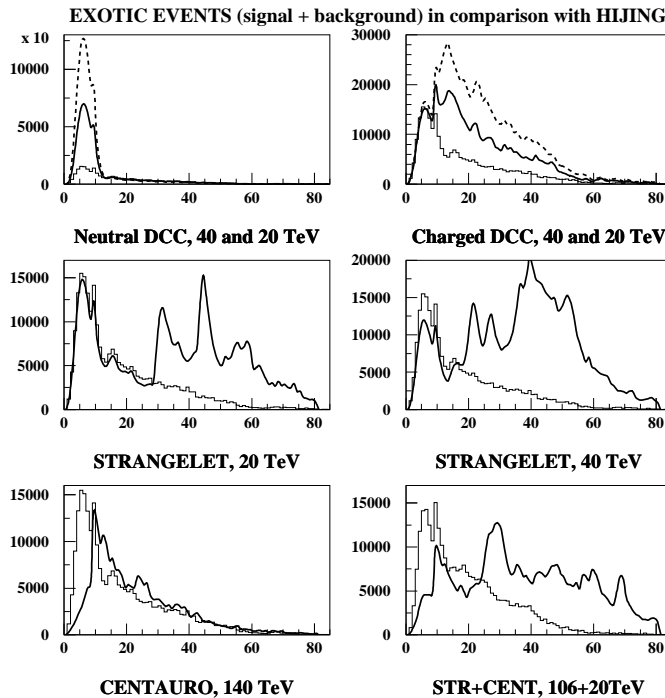 EXOTIC EVENTS (signal + background) in comparison with HIJING
x 10
10000
5000
0
0 20 40 60 80
Neutral DCC, 40 and 20 TeV
30000
20000
10000
0
0 20 40 60 80
Charged DCC, 40 and 20 TeV
15000
10000
5000
0
0 20 40 60 80
STRANGELET, 20 TeV
20000
15000
10000
5000
0
0 20 40 60 80
STRANGELET, 40 TeV
15000
10000
5000
0
0 20 40 60 80
CENTAURO, 140 TeV
15000
10000
5000
0
0 20 40 60 80
STR+CENT, 106+20TeV